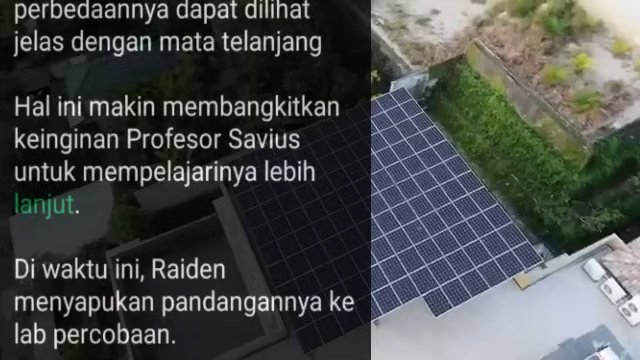 perbedaannya dapat dilihat
jelas dengan mata telanjang
Hal ini makin membangkitkan
keinginan Profesor Savius
untuk mempelajarinya lebih
lanjut.
Di waktu ini, Raiden
menyapukan pandangannya ke
lab percobaan.